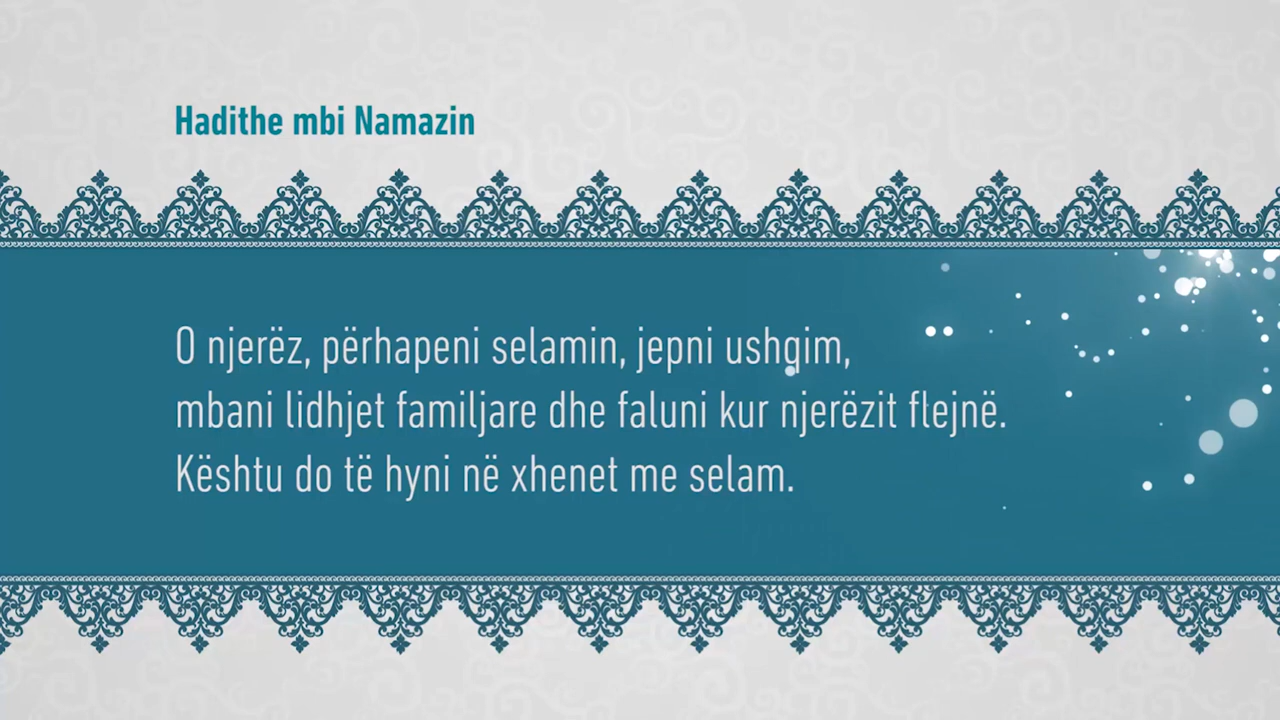 Hadithe mbi Namazin
O njerëz, përhapeni selamin, jepni ushqim,
mbani lidhjet familjare dhe faluni kur njerëzit flejnë.
Kështu do të hyni në xhenet me selam.